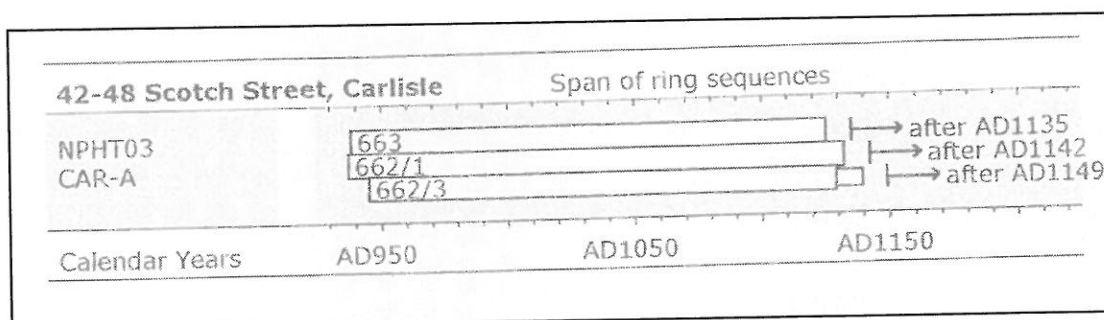 42-48 Scotch Street, Carlisle Span of ring sequences
NPHT03 663 after AD1135
CAR-A 662/1 after AD1142
662/3 after AD1149
Calendar Years AD950 AD1050 AD1150